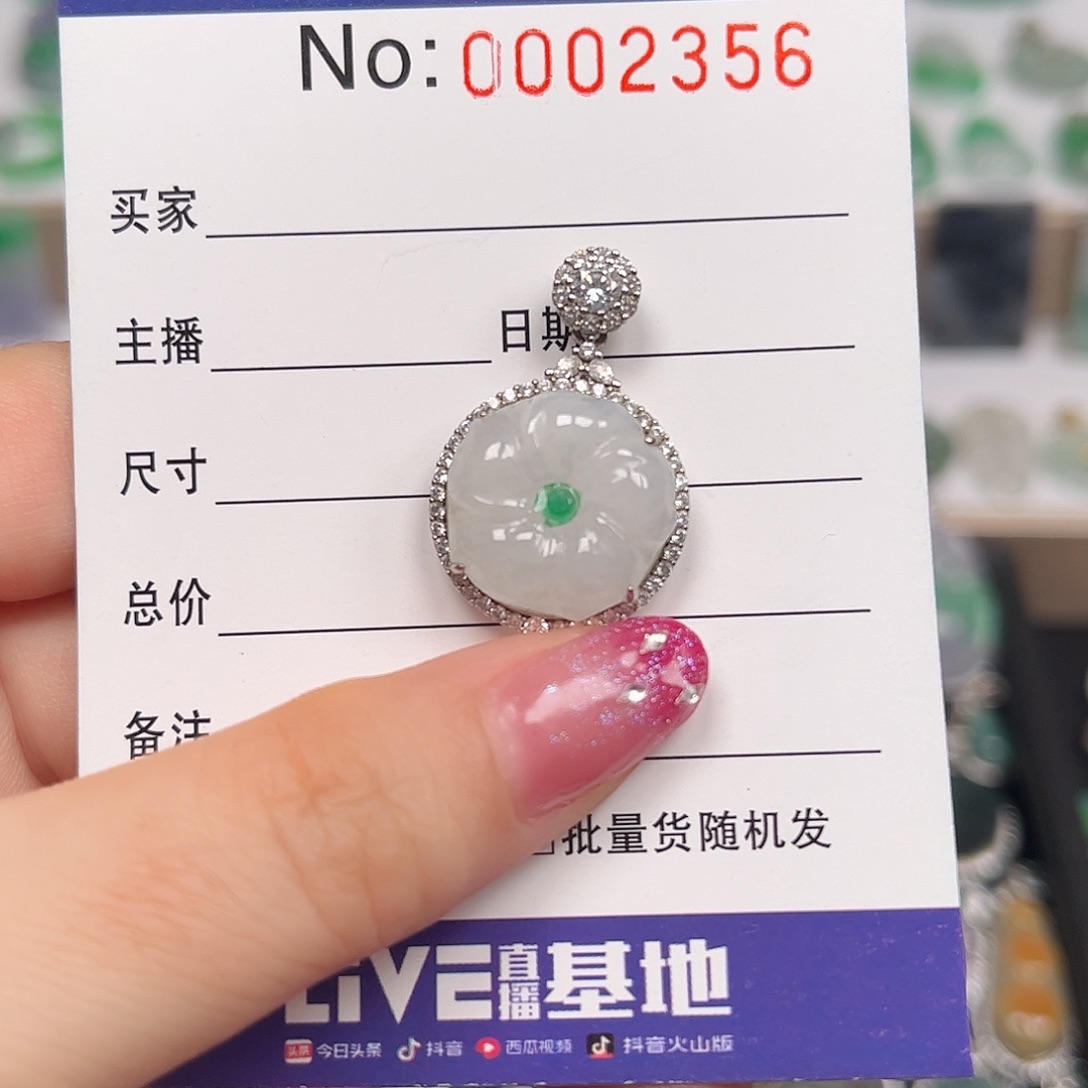 No: 0002356
买家
主播 日期
尺寸
总价
备注
批量货随机发
LIVE直播基地
头条 今日头条 抖音 西瓜视频 抖音火山版